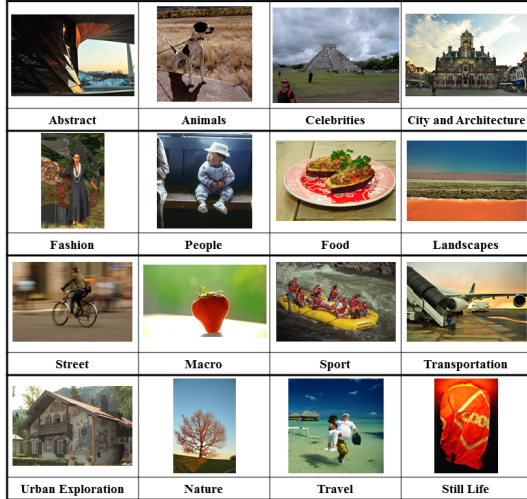 Abstract
Animals
Celebrities
City and Architecture
Fashion
People
Food
Landscapes
Street
Macro
Sport
Transportation
Urban Exploration
Nature
Travel
Still Life